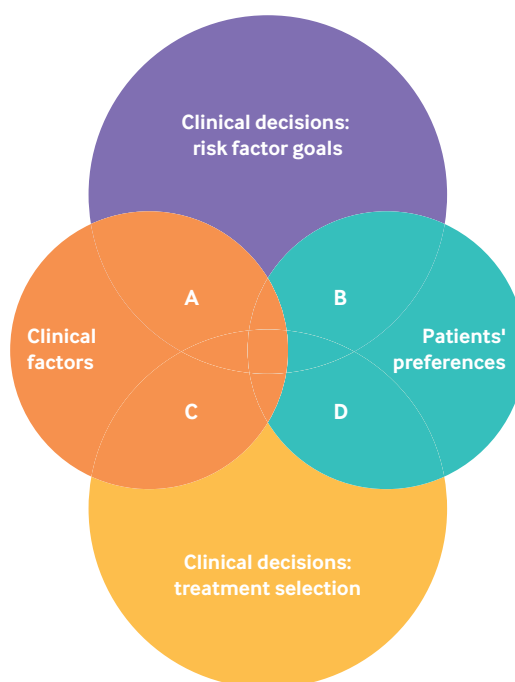 Clinical decisions:
risk factor goals
A
B
Clinical
factors
Patients'
preferences
C
D
Clinical decisions:
treatment selection